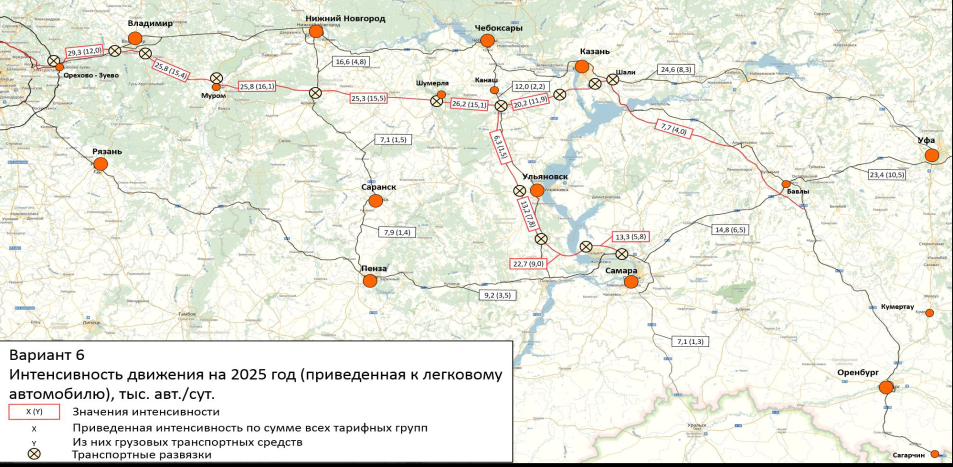 Нижний Новгород
Владимир
Чебоксары
29,3 (12,0)
Казань
16,6 (4,8)
24,6 (8,3)
Шали
Орехово - Зуево
25,8 (15,4)
Шумерля
Канаш
25,8 (16,1)
12,0 (2,2)
Муром
25,3 (15,5)
26,2 (15,1)
20,2 (11,9)
7,7 (4,0)
7,1 (1,5)
6,3 (1,5)
Уфа
Рязань
Ульяновск
23,4 (10,5)
Саранск
Бавлы
13,2 (7,8)
7,9 (1,4)
14,8 (6,5)
13,3 (5,8)
22,7 (9,0)
Пенза
Самара
9,2 (3,5)
Кумертау
7,1 (1,3)
Оренбург
Сагарчин
Вариант 6
Интенсивность движения на 2025 год (приведенная к легковому
автомобилю), тыс. авт./сут.
X (Y) Значения интенсивности
X Приведенная интенсивность по сумме всех тарифных групп
Y Из них грузовых транспортных средств
Транспортные развязки